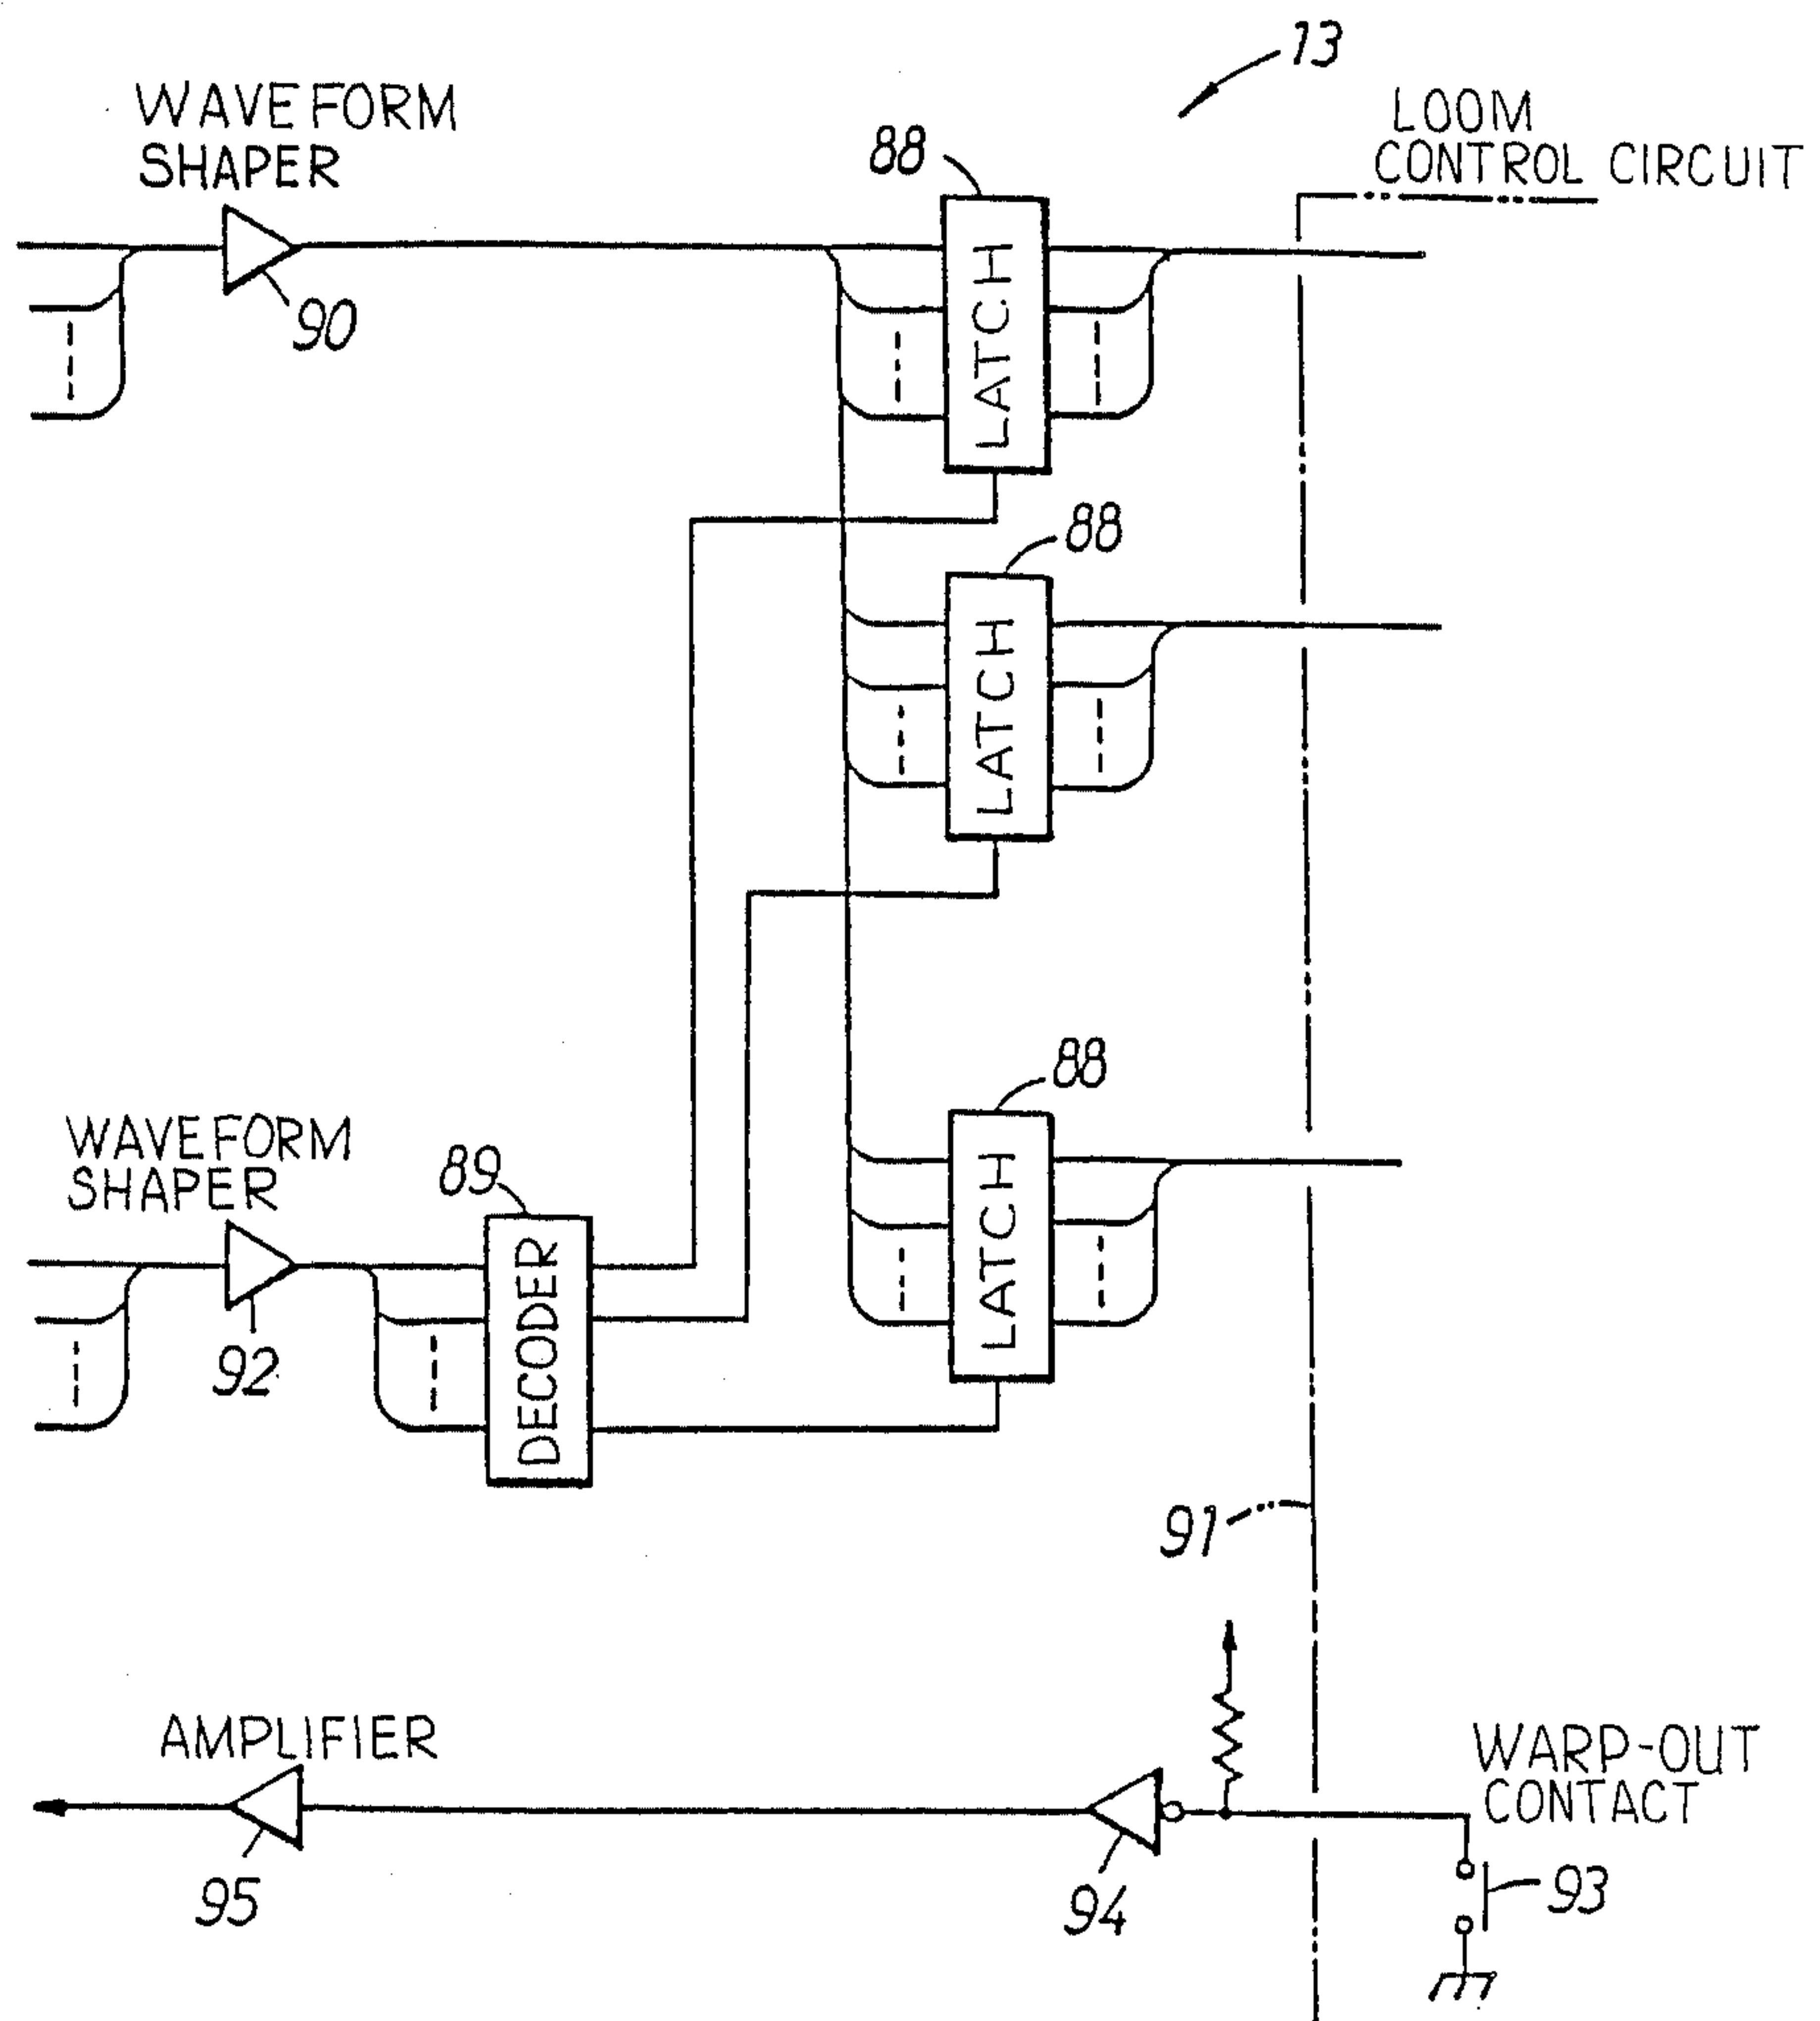 13
WAVEFORM
SHAPER
LOOM
CONTROL CIRCUIT
88
90
LATCH
88
LATCH
88
WAVEFORM
SHAPER
89
LATCH
92
DECODER
91
AMPLIFIER
WARP-OUT
CONTACT
95
94
93